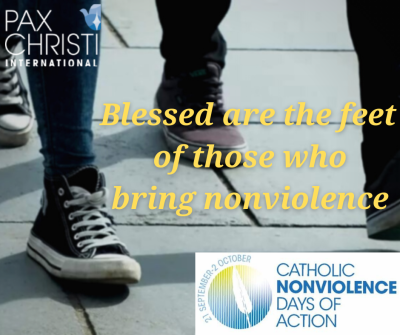 PAX
CHRISTI
INTERNATIONAL
Blessed are the feet
of those who
bring nonviolence
21 SEPTEMBER-2 OCTOBER
CATHOLIC
NONVIOLENCE
DAYS OF
ACTION